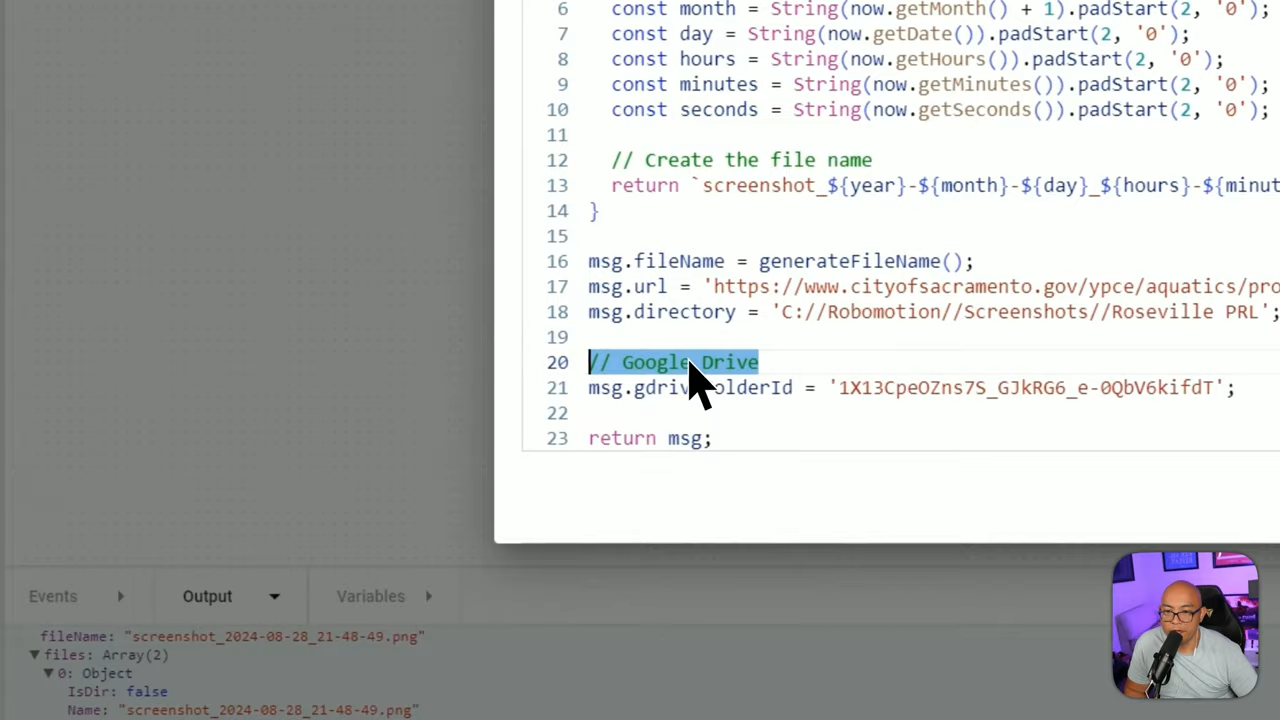 6 const month = String(now.getMonth() + 1).padStart(2, '0');
7 const day = String(now.getDate()).padStart(2, '0');
8 const hours = String(now.getHours()).padStart(2, '0');
9 const minutes = String(now.getMinutes()).padStart(2, '0');
10 const seconds = String(now.getSeconds()).padStart(2, '0');
11
12 // Create the file name
13 return `screenshot_${year}-${month}-${day}_${hours}-${minut
14 }
15
16 msg.fileName = generateFileName();
17 msg.url = 'https://www.cityofsacramento.gov/ypce/aquatics/pro
18 msg.directory = 'C://Robomotion//Screenshots//Roseville PRL';
19
20 // Google Drive
21 msg.gdriv olderId = '1X13CpeOZns7S_GJkRG6_e-0QbV6kifdT';
22
23 return msg;
Events Output Variables
fileName: "screenshot_2024-08-28_21-48-49.png"
files: Array(2)
0: Object
IsDir: false
Name: "screenshot_2024-08-28_21-48-49.png"